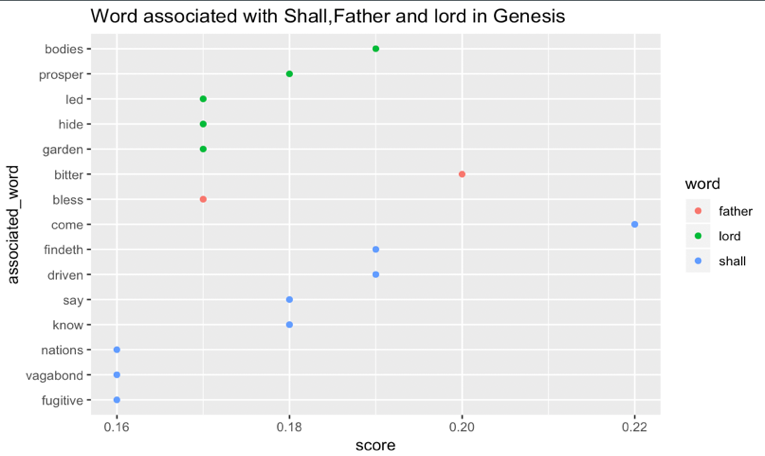 Word associated with Shall,Father and lord in Genesis
bodies
prosper
led
hide
garden
bitter
bless
come
findeth
driven
say
know
nations
vagabond
fugitive
associated_word
0.16 0.18 0.20 0.22
score
word
father
lord
shall